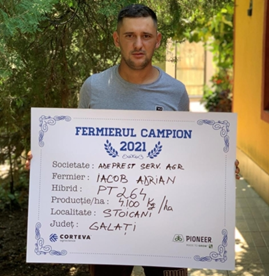 FERMIERUL CAMPION
2021
Societate: AGEPREST SERV. AGR
Fermier: IACOB ADRIAN
Hibrid: PT264
Producție/ha: 4100 kg/ha
Localitate: STOICANI
Județ: GALAȚI
CORTEVA
PIONEER